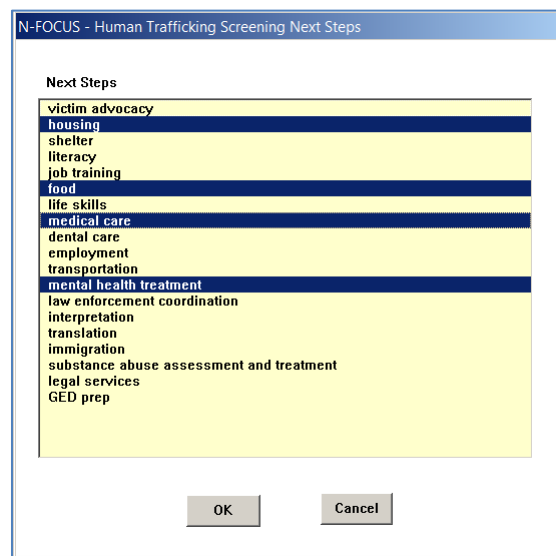 N-FOCUS - Human Trafficking Screening Next Steps
Next Steps
victim advocacy
housing
shelter
literacy
job training
food
life skills
medical care
dental care
employment
transportation
mental health treatment
law enforcement coordination
interpretation
translation
immigration
substance abuse assessment and treatment
legal services
GED prep
OK
Cancel